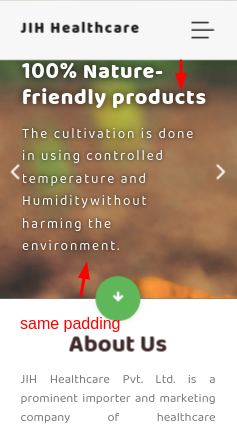 JIH Healthcare
100% Nature-
friendly products
The cultivation is done
in using controlled
temperature and
Humiditywithout
harming the
environment.
same padding
About Us
JIH Healthcare Pvt. Ltd. is a
prominent importer and marketing
company of healthcare